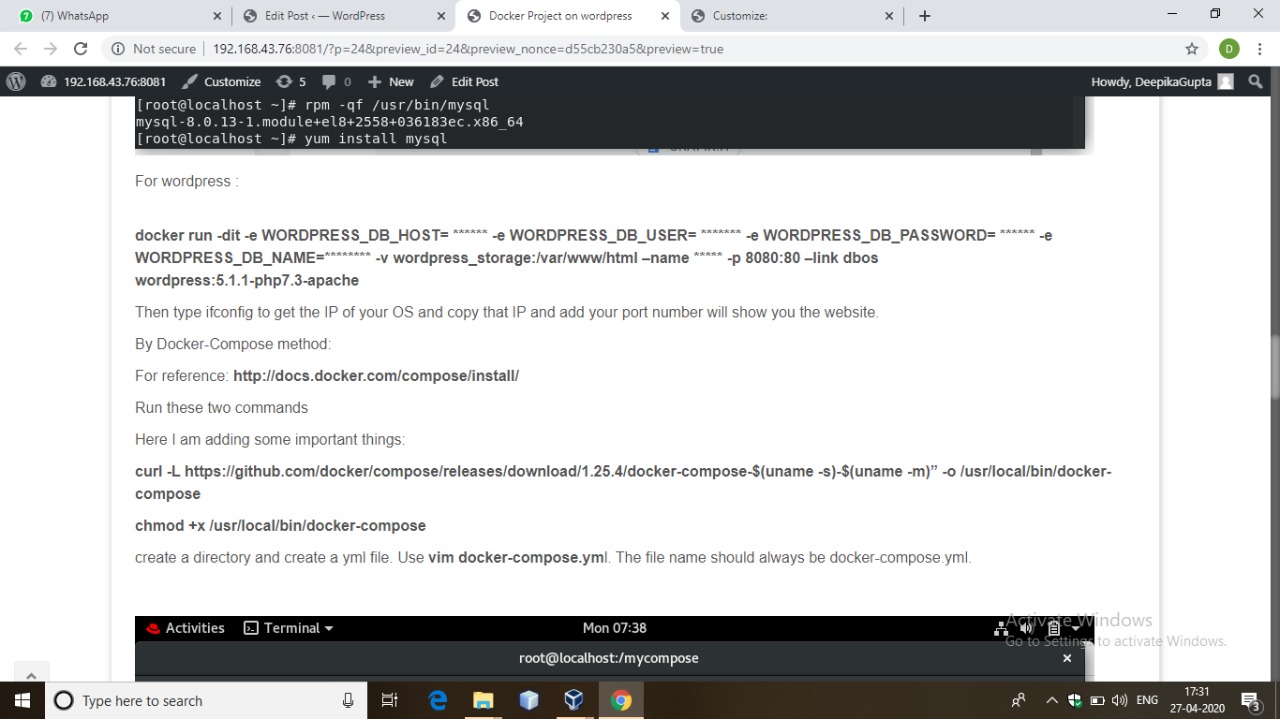 (7) WhatsApp
Edit Post ‹ — WordPress
Docker Project on wordpress
Customize:
Not secure
192.168.43.76:8081/?p=24&preview_id=24&preview_nonce=d55cb230a5&preview=true
D
192.168.43.76:8081
Customize
5
0
New
Edit Post
Howdy, DeepikaGupta
[root@localhost ~]# rpm -qf /usr/bin/mysql
mysql-8.0.13-1.module+el8+2558+036183ec.x86_64
[root@localhost ~]# yum install mysql
For wordpress :
docker run -dit -e WORDPRESS_DB_HOST= ****** -e WORDPRESS_DB_USER= ******* -e WORDPRESS_DB_PASSWORD= ****** -e
WORDPRESS_DB_NAME=******** -v wordpress_storage:/var/www/html –name ***** -p 8080:80 –link dbos
wordpress:5.1.1-php7.3-apache
Then type ifconfig to get the IP of your OS and copy that IP and add your port number will show you the website.
By Docker-Compose method:
For reference: http://docs.docker.com/compose/install/
Run these two commands
Here I am adding some important things:
curl -L https://github.com/docker/compose/releases/download/1.25.4/docker-compose-$(uname -s)-$(uname -m)” -o /usr/local/bin/docker-
compose
chmod +x /usr/local/bin/docker-compose
create a directory and create a yml file. Use vim docker-compose.yml. The file name should always be docker-compose.yml.
Activities
Terminal
Mon 07:38
Activate Windows
Go to Settings to activate Windows.
root@localhost:/mycompose
Type here to search
ENG
17:31
27-04-2020
3